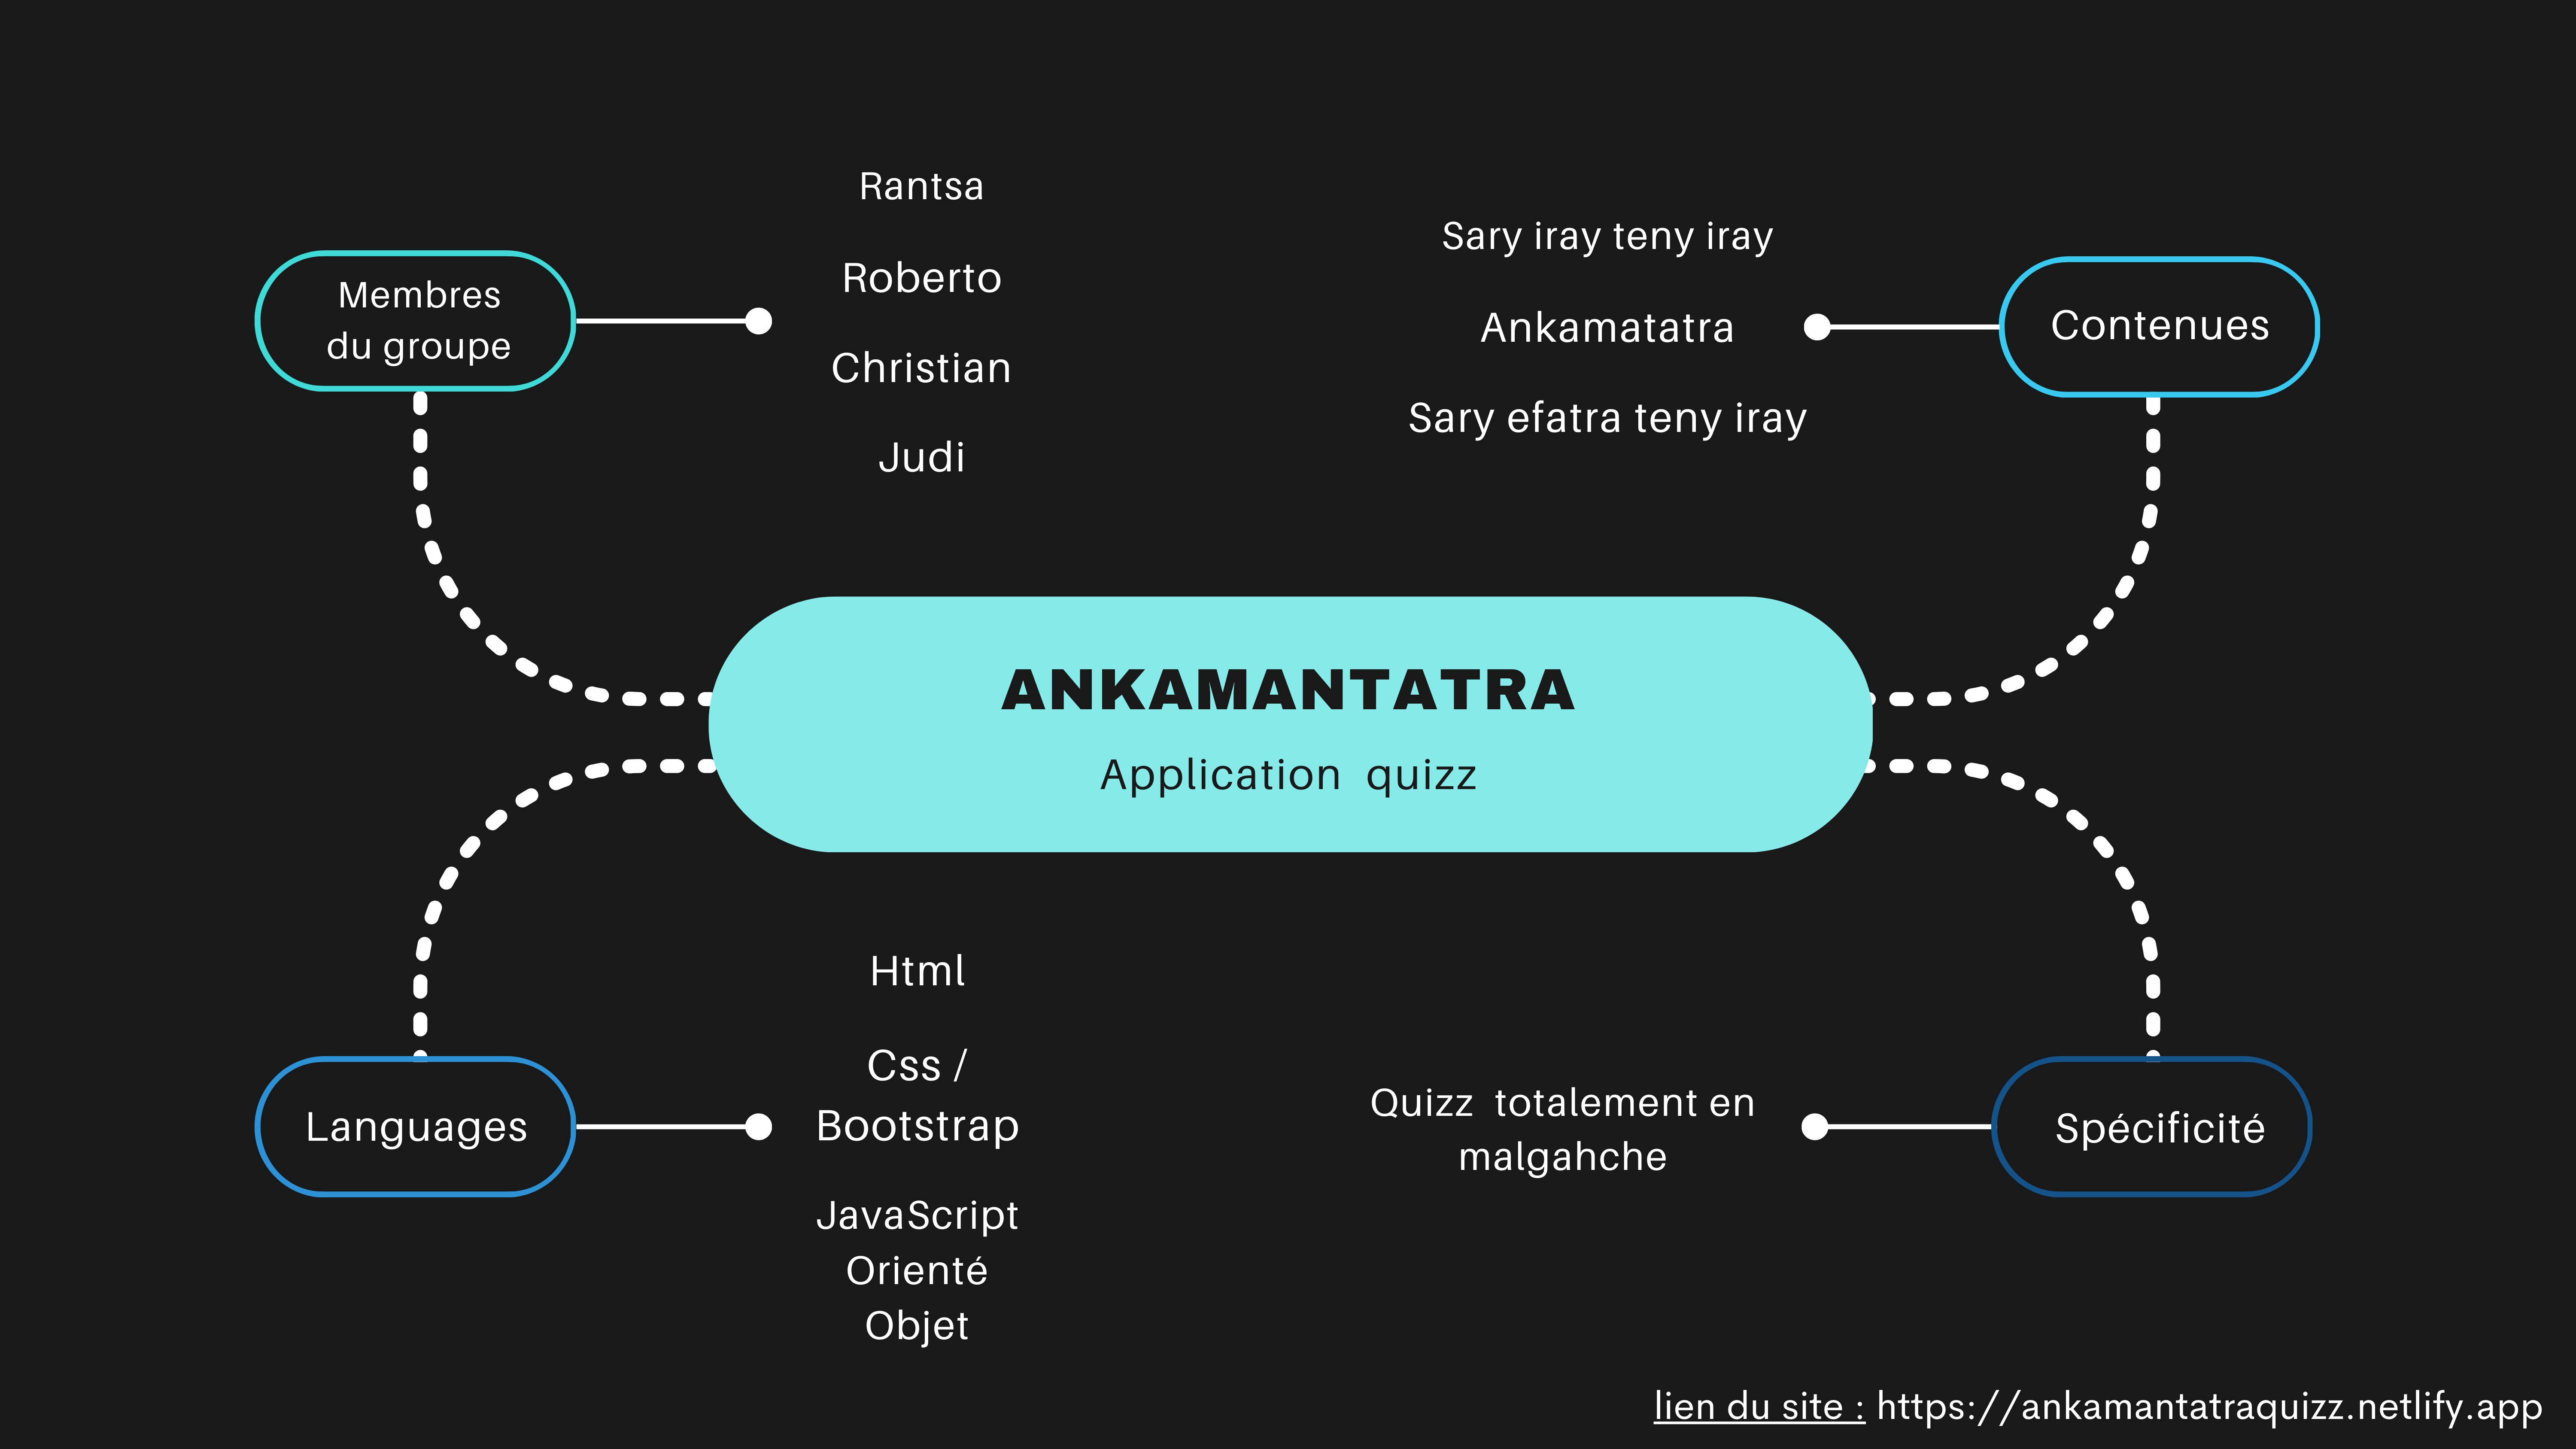 Membres
du groupe
Rantsa
Roberto
Christian
Judi
Sary iray teny iray
Ankamatatra
Sary efatra teny iray
Contenues
ANKAMANTATRA
Application quizz
Languages
Html
Css /
Bootstrap
JavaScript
Orienté
Objet
Quizz totalement en
malgahche
Spécificité
lien du site : https://ankamantatraquizz.netlify.app